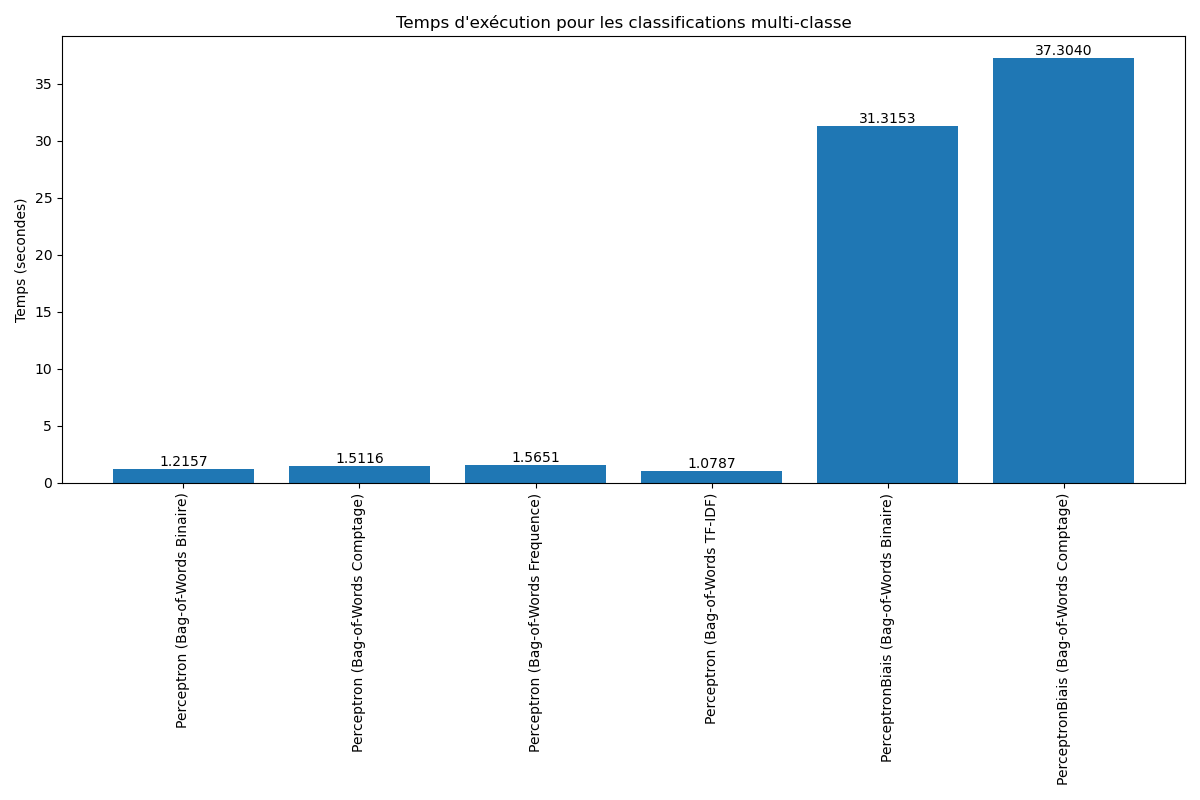 Temps d'exécution pour les classifications multi-classe
Temps (secondes)
35
30
25
20
15
10
5
0
1.2157
1.5116
1.5651
1.0787
31.3153
37.3040
Perceptron (Bag-of-Words Binaire)
Perceptron (Bag-of-Words Comptage)
Perceptron (Bag-of-Words Frequence)
Perceptron (Bag-of-Words TF-IDF)
PerceptronBiais (Bag-of-Words Binaire)
PerceptronBiais (Bag-of-Words Comptage)